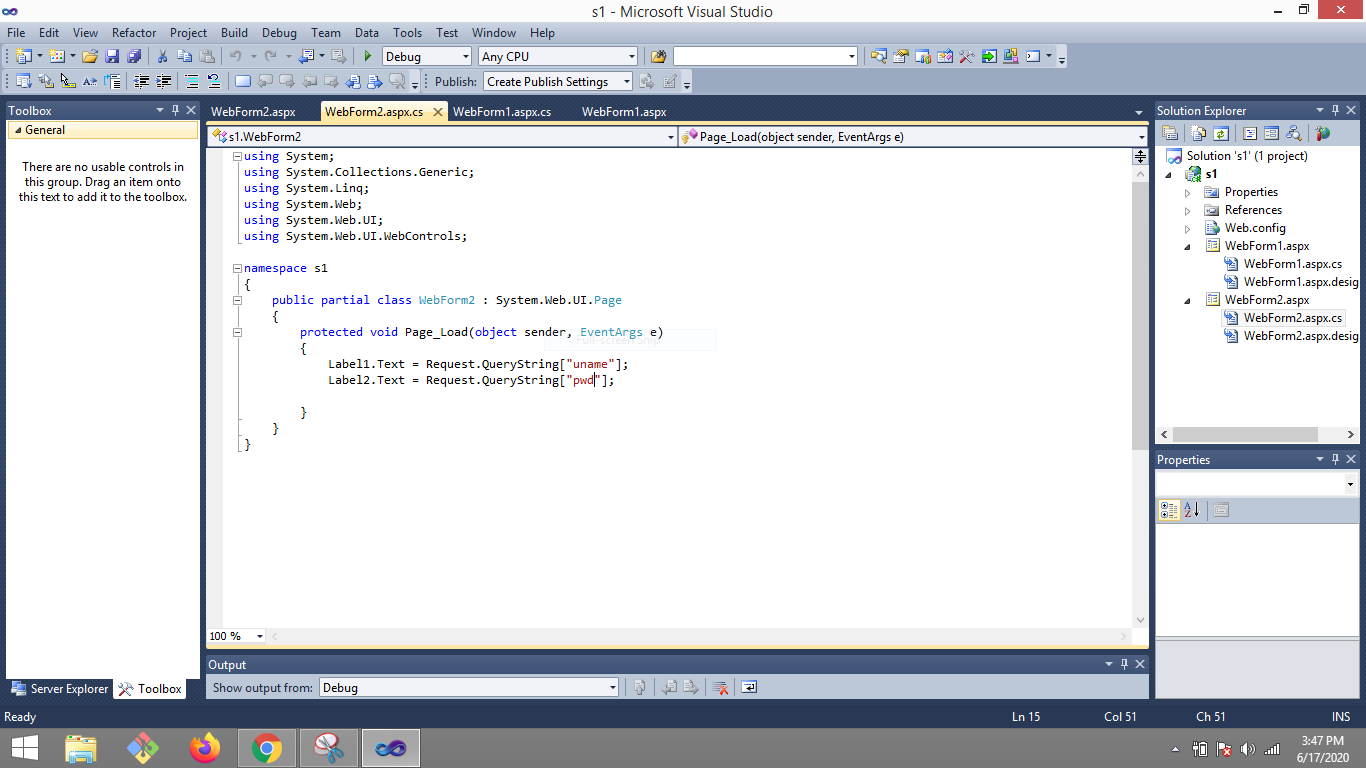 s1 - Microsoft Visual Studio
File Edit View Refactor Project Build Debug Team Data Tools Test Window Help
Debug Any CPU
Publish: Create Publish Settings
Toolbox
General
There are no usable controls in
this group. Drag an item onto
this text to add it to the toolbox.
Server Explorer Toolbox
WebForm2.aspx WebForm2.aspx.cs WebForm1.aspx.cs WebForm1.aspx
s1.WebForm2 Page_Load(object sender, EventArgs e)
using System;
using System.Collections.Generic;
using System.Linq;
using System.Web;
using System.Web.UI;
using System.Web.UI.WebControls;
namespace s1
{
public partial class WebForm2 : System.Web.UI.Page
{
protected void Page_Load(object sender, EventArgs e)
Full-screen Snip
{
Label1.Text = Request.QueryString["uname"];
Label2.Text = Request.QueryString["pwd"];
}
}
}
100 %
Output
Show output from: Debug
Solution Explorer
Solution 's1' (1 project)
s1
Properties
References
Web.config
WebForm1.aspx
WebForm1.aspx.cs
WebForm1.aspx.desig
WebForm2.aspx
WebForm2.aspx.cs
WebForm2.aspx.desig
Properties
Ready Ln 15 Col 51 Ch 51 INS
3:47 PM
6/17/2020